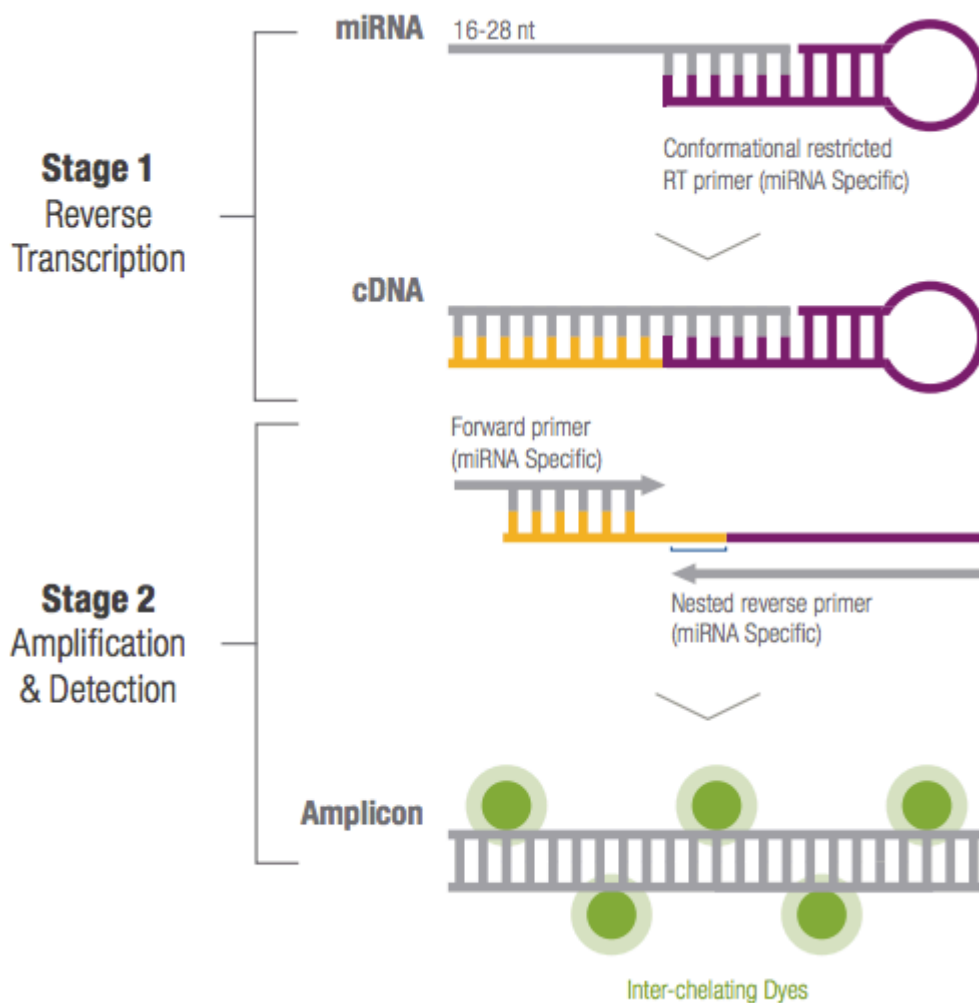 miRNA
16-28 nt
Conformational restricted
RT primer (miRNA Specific)
Stage 1
Reverse
Transcription
cDNA
Forward primer
(miRNA Specific)
Nested reverse primer
(miRNA Specific)
Stage 2
Amplification
& Detection
Amplicon
Inter-chelating Dyes